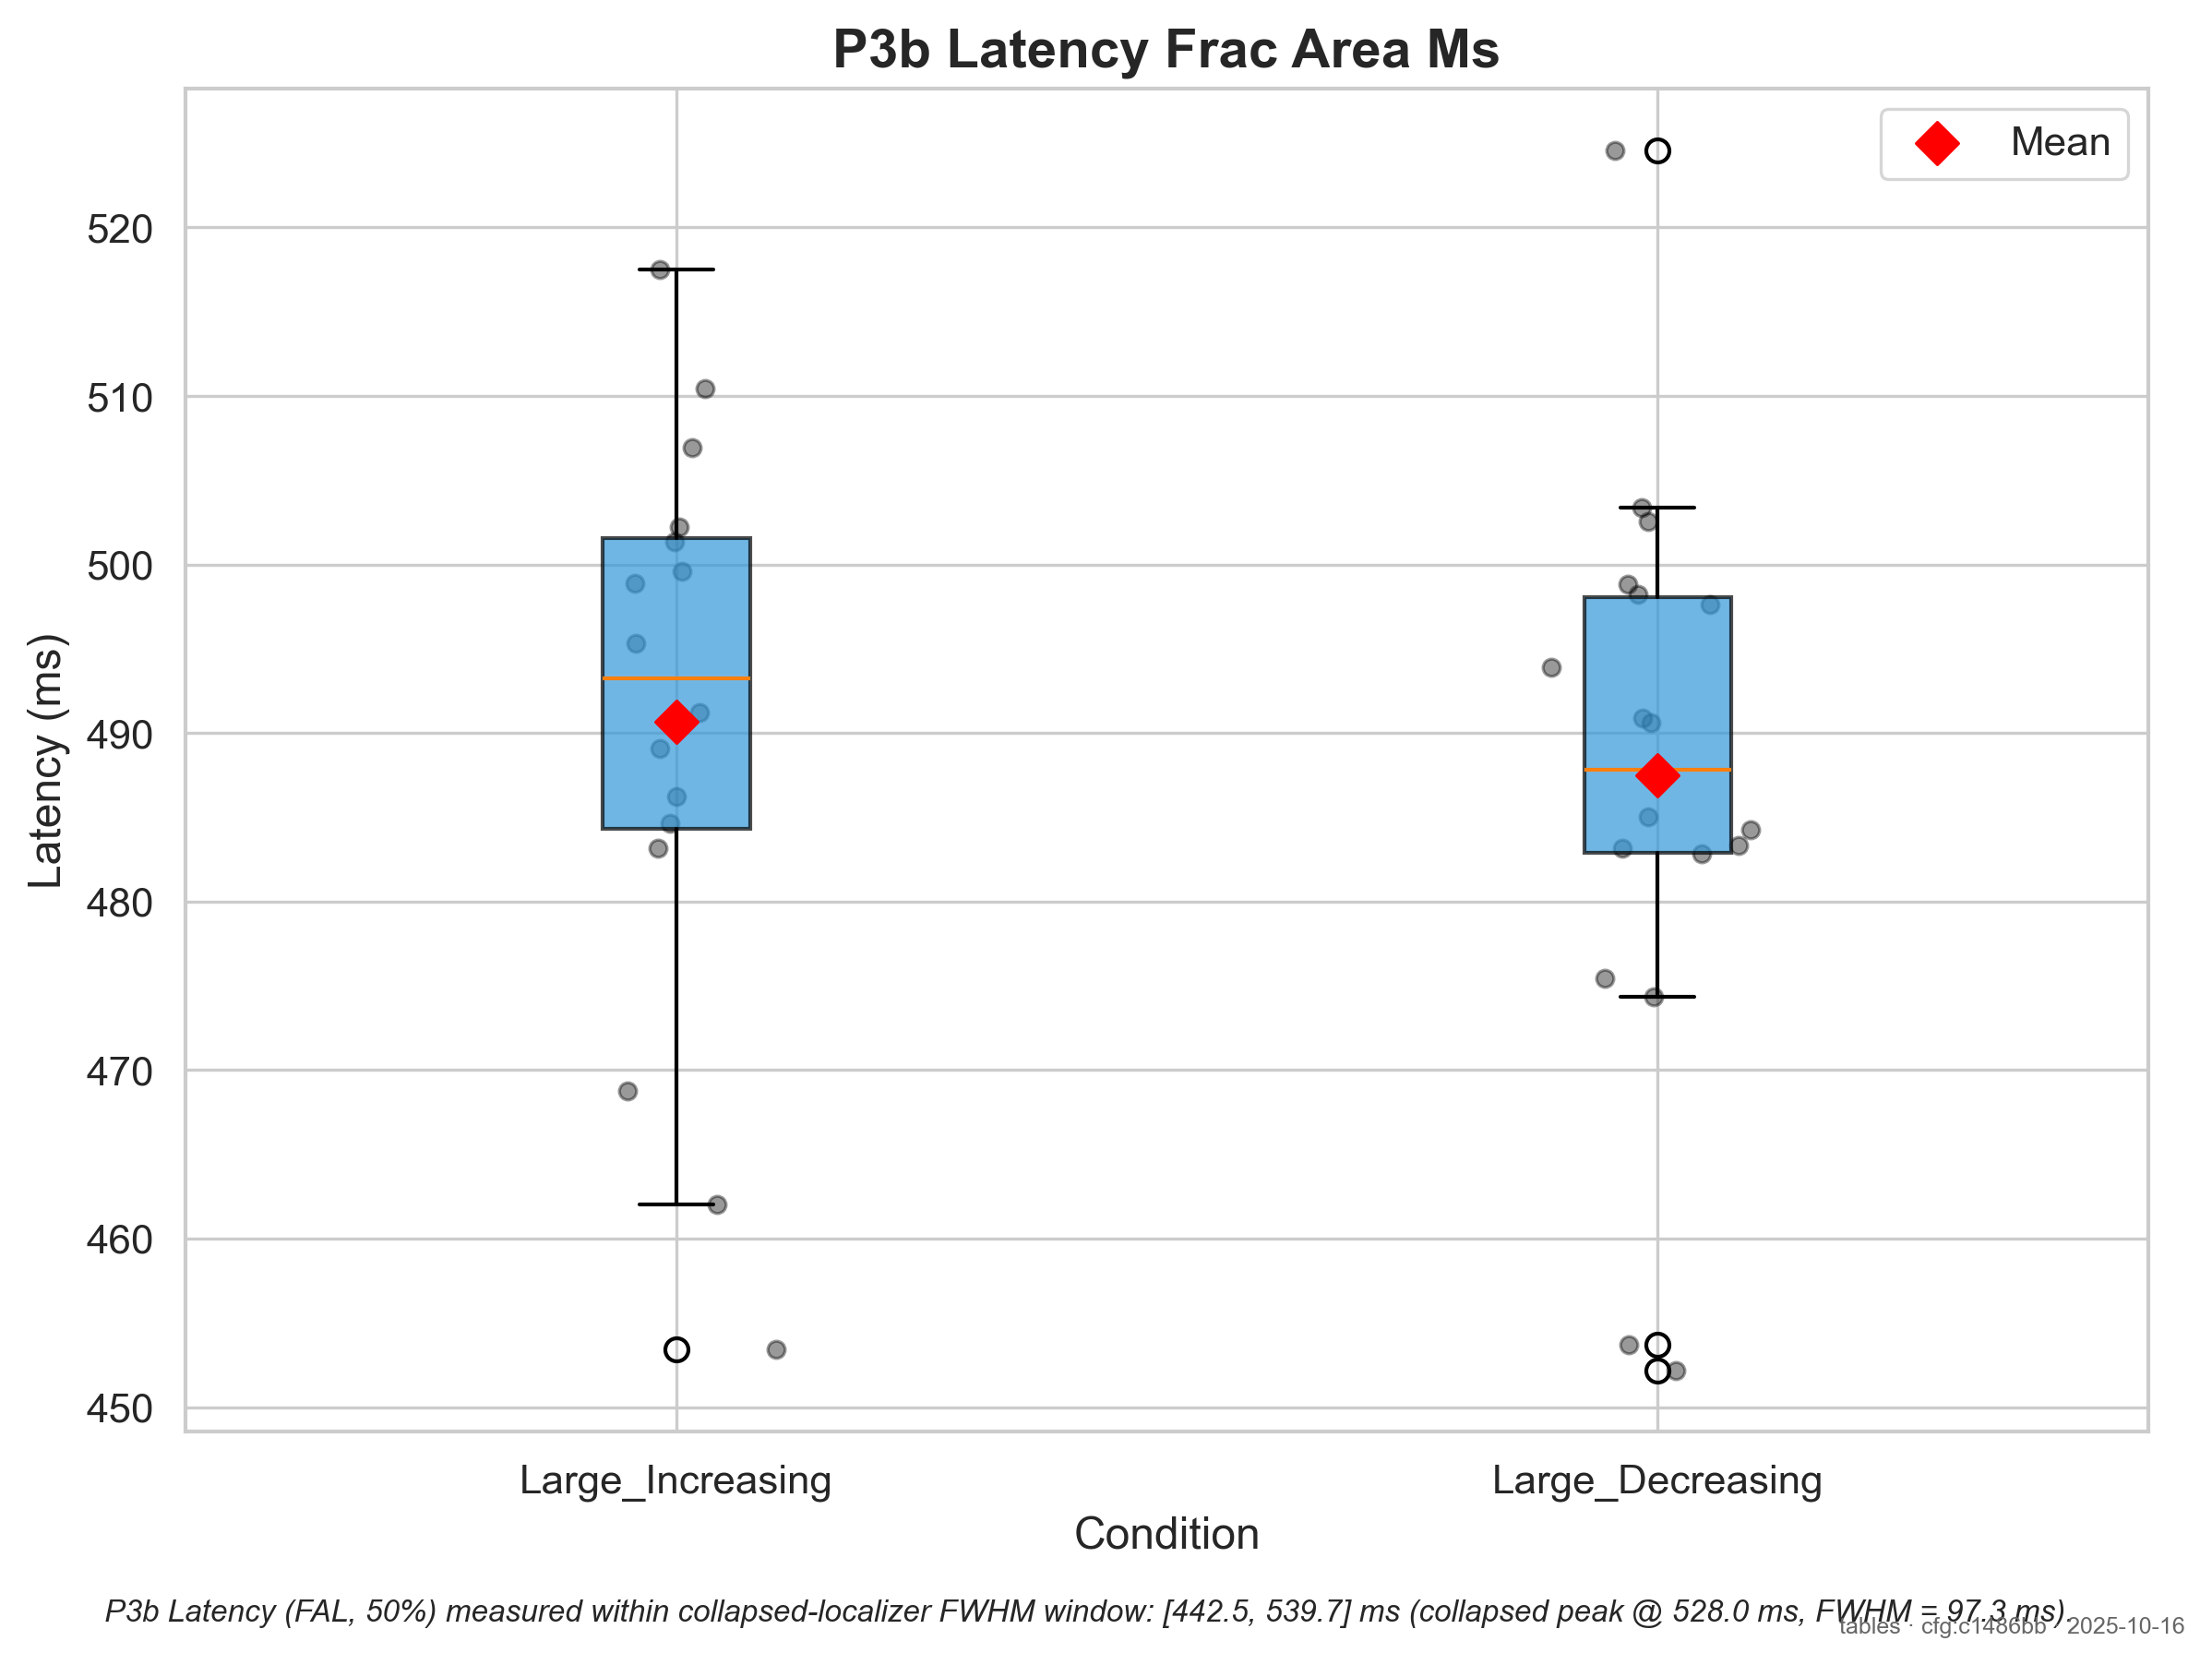 P3b Latency Frac Area Ms
Mean
520
510
500
490
480
470
460
450
Latency (ms)
Large_Increasing
Large_Decreasing
Condition
P3b Latency (FAL, 50%) measured within collapsed-localizer FWHM window: [442.5, 539.7] ms (collapsed peak @ 528.0 ms, FWHM = 97.3 ms).
tables · cfg:c1486bb · 2025-10-16